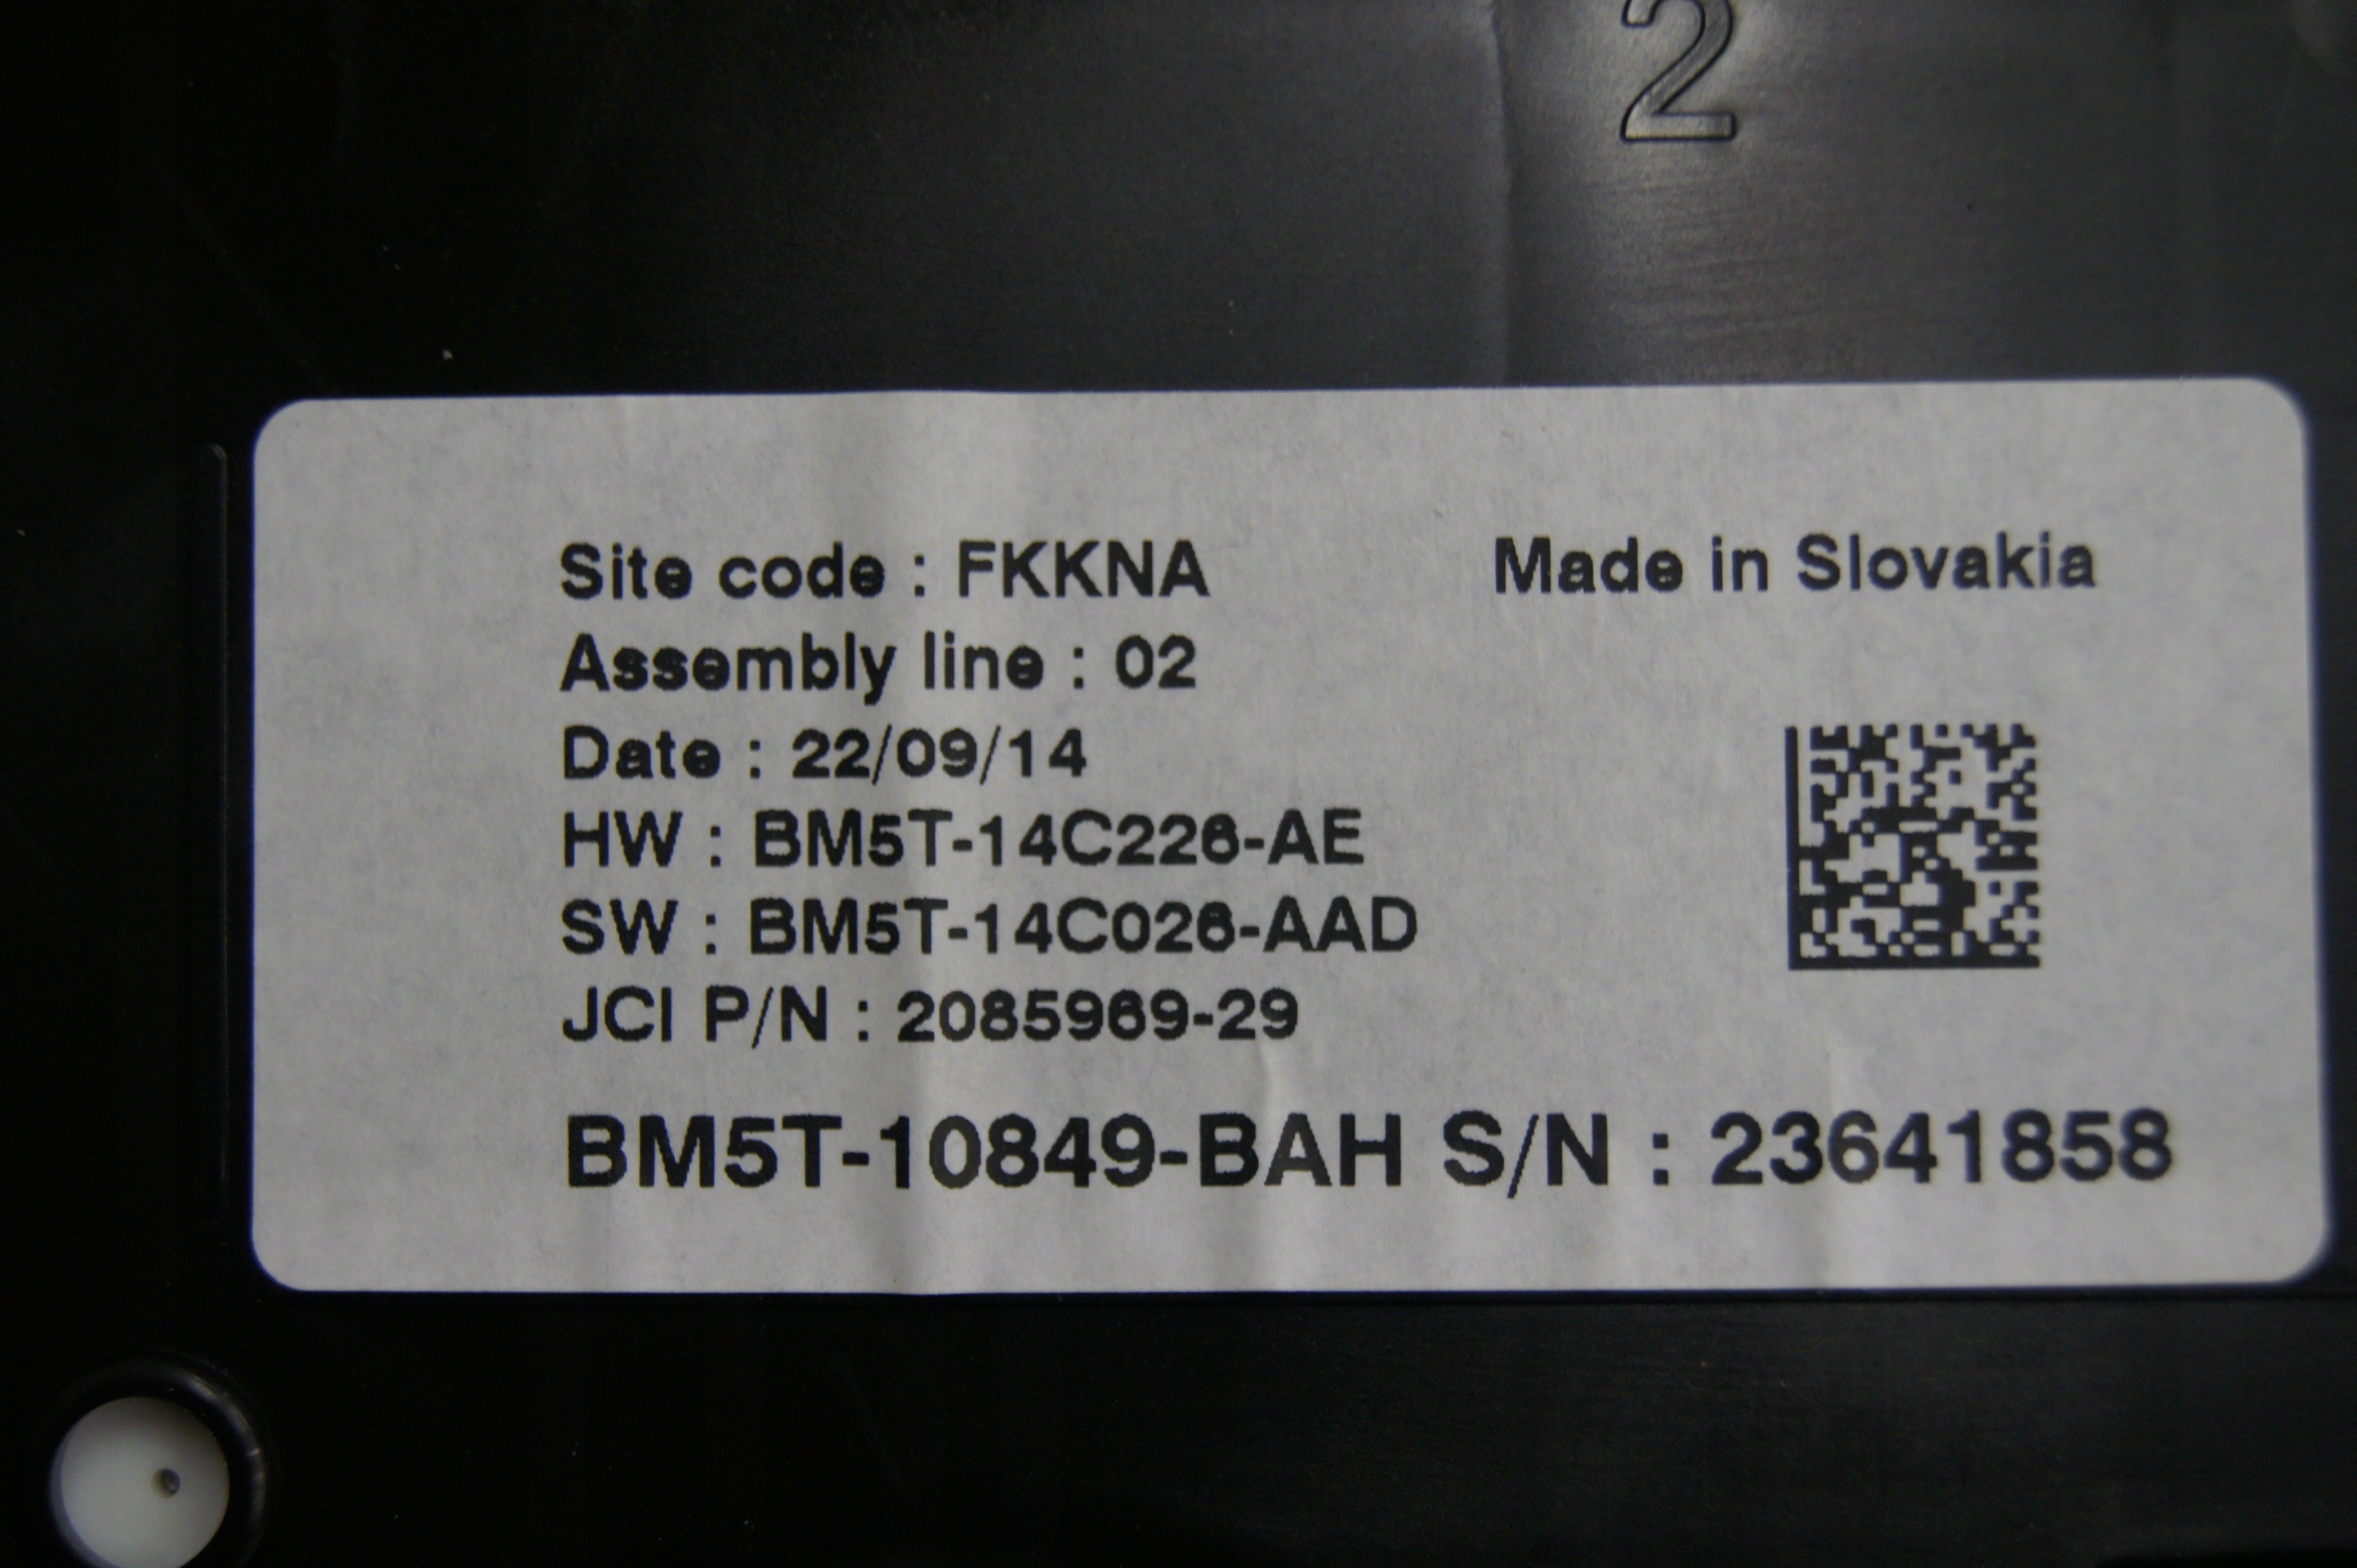 2
Site code : FKKNA
Made in Slovakia
Assembly line : 02
Date : 22/09/14
HW : BM5T-14C226-AE
SW : BM5T-14C026-AAD
JCI P/N : 2085969-29
BM5T-10849-BAH S/N : 23641858